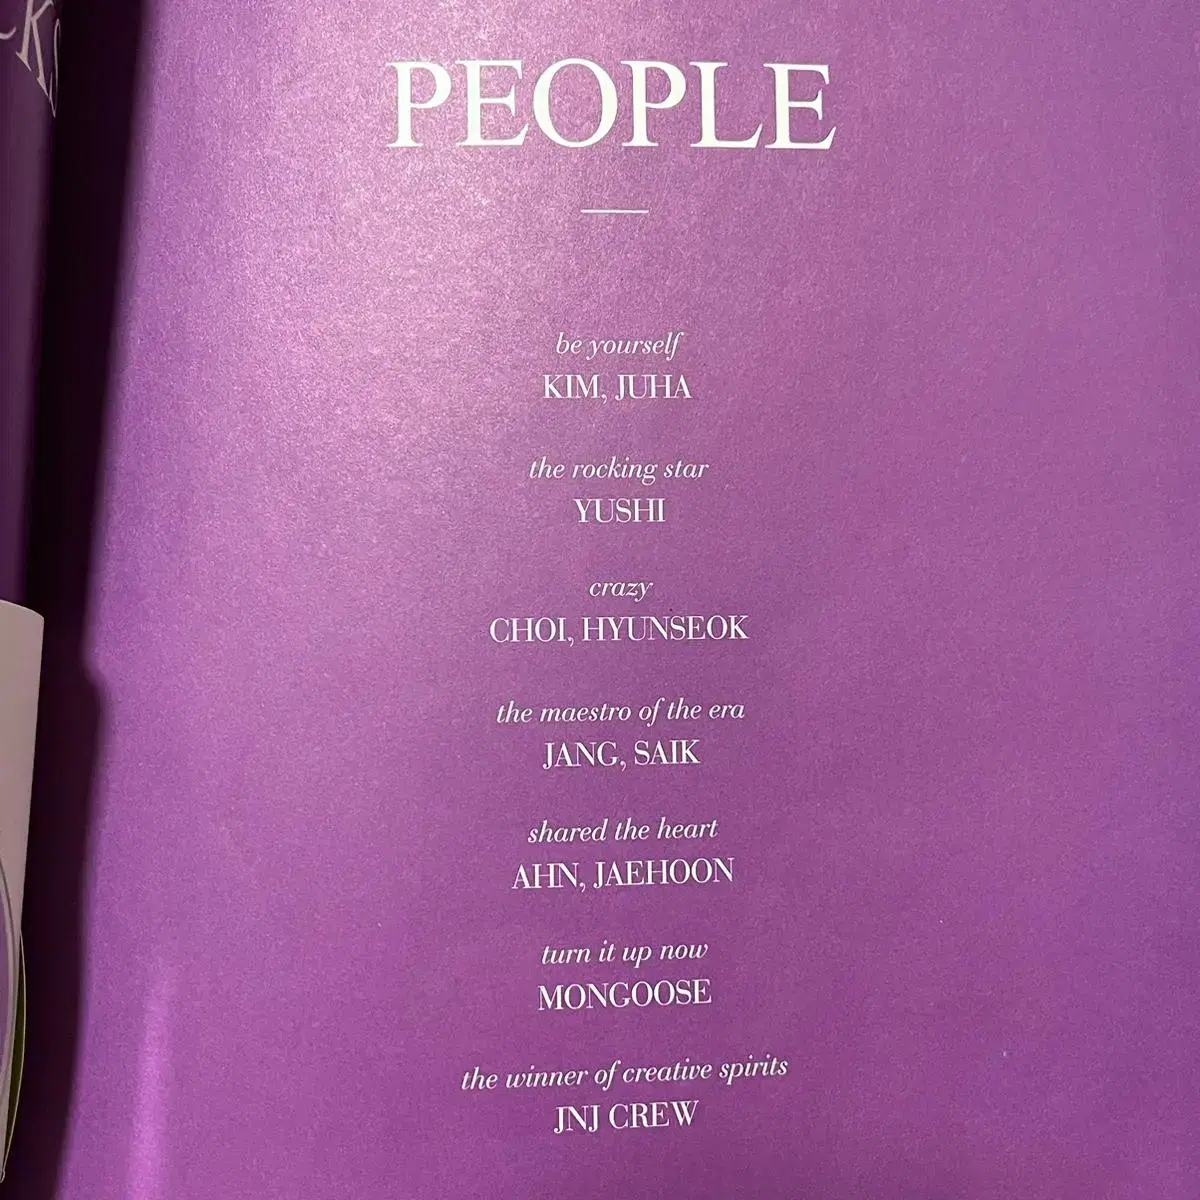 PEOPLE
be yourself
KIM, JUHA
the rocking star
YUSHI
crazy
CHOI, HYUNSEOK
the maestro of the era
JANG, SAIK
shared the heart
AHN, JAEHOON
turn it up now
MONGOOSE
the winner of creative spirits
JNJ CREW